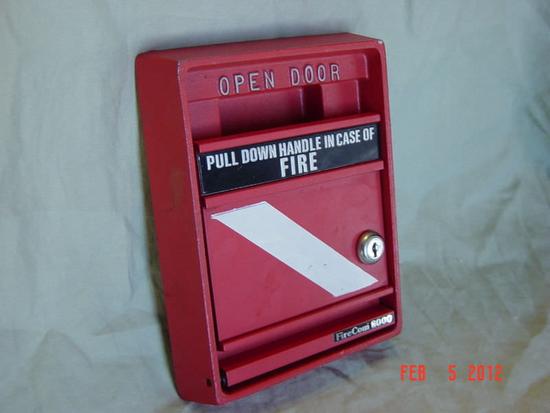 OPEN DOOR
PULL DOWN HANDLE IN CASE OF
FIRE
FireCom 8000
FEB 5 2012